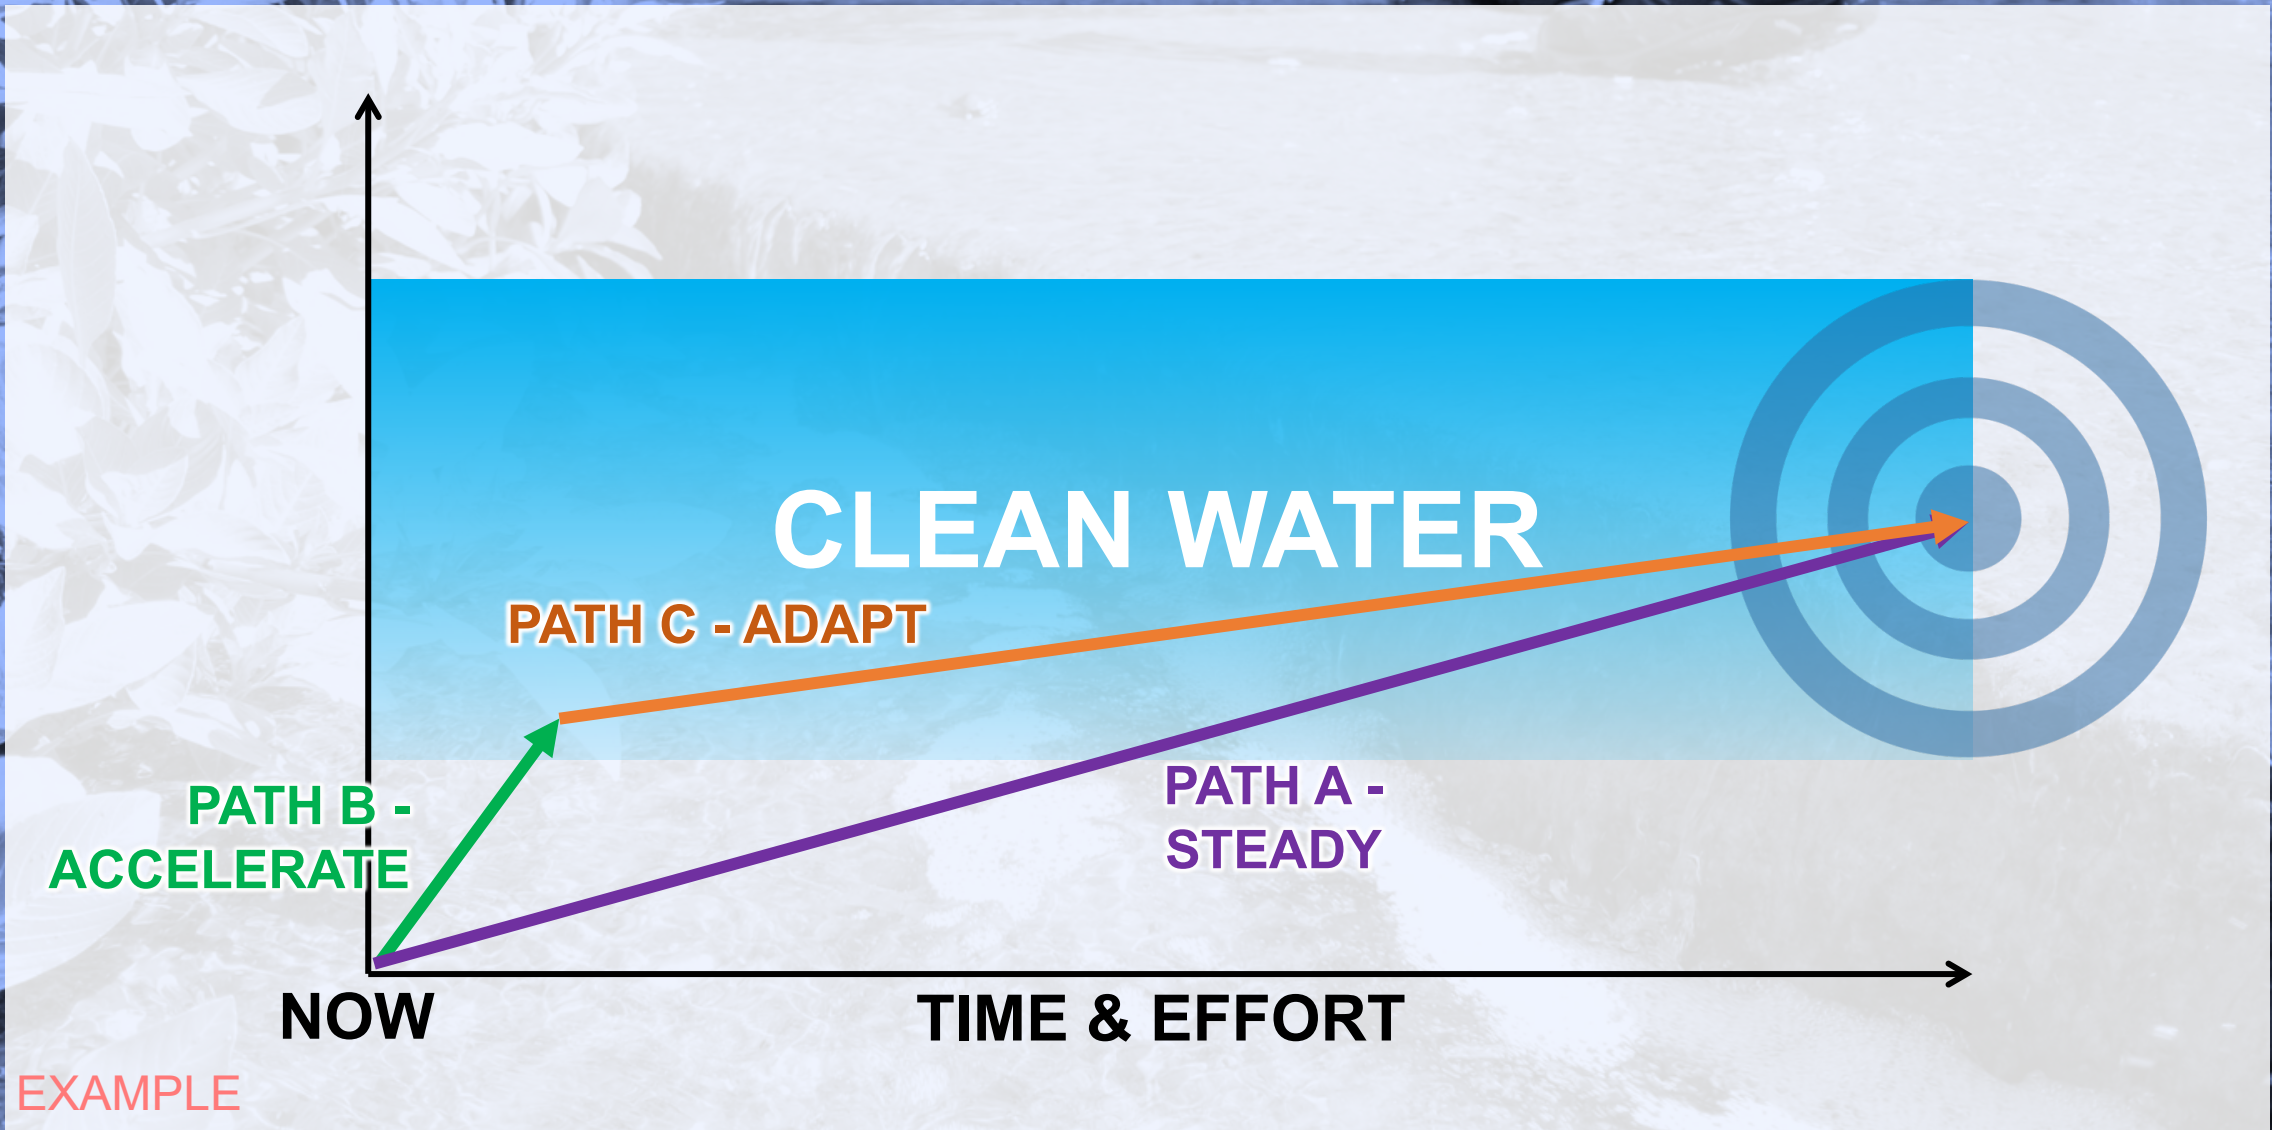 CLEAN WATER
PATH C - ADAPT
PATH B -
ACCELERATE
PATH A -
STEADY
NOW
TIME & EFFORT
EXAMPLE